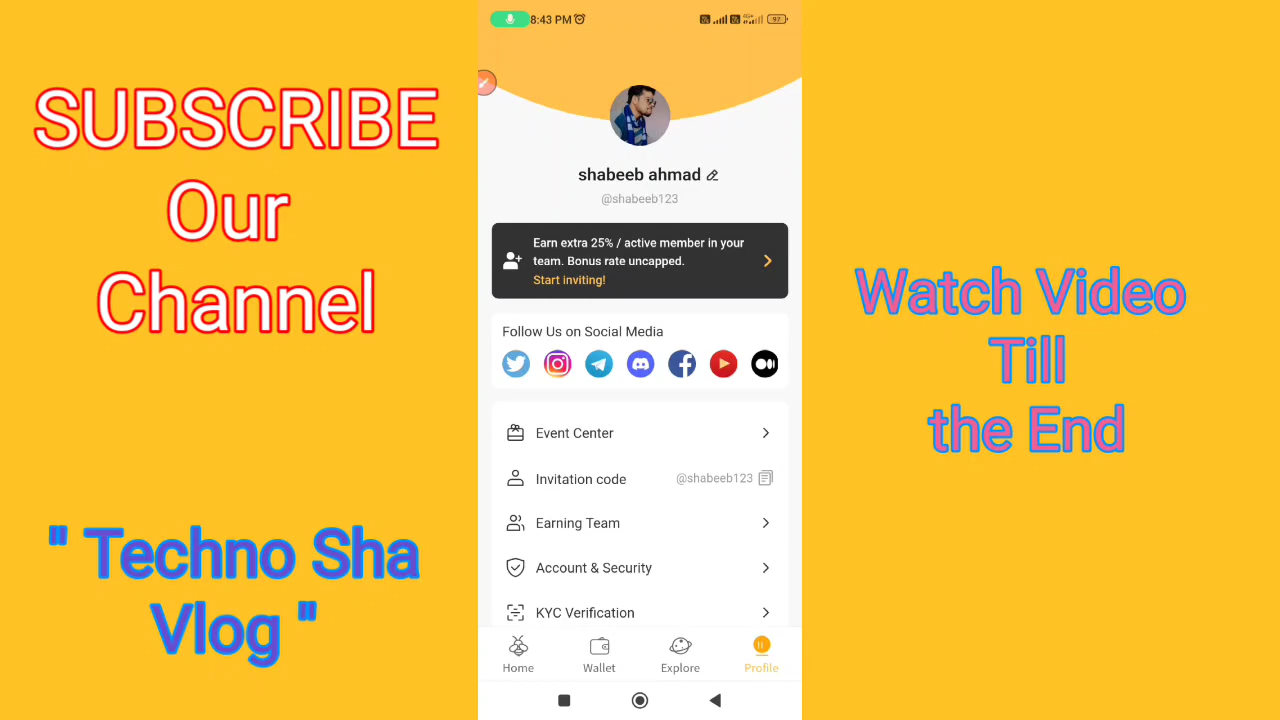 SUBSCRIBE
Our
Channel
" Techno Sha
Vlog "
8:43 PM
97
shabeeb ahmad
@shabeeb123
Earn extra 25% / active member in your
team. Bonus rate uncapped.
Start inviting!
Follow Us on Social Media
Event Center
Invitation code @shabeeb123
Earning Team
Account & Security
KYC Verification
Home Wallet Explore Profile
Watch Video
Till
the End